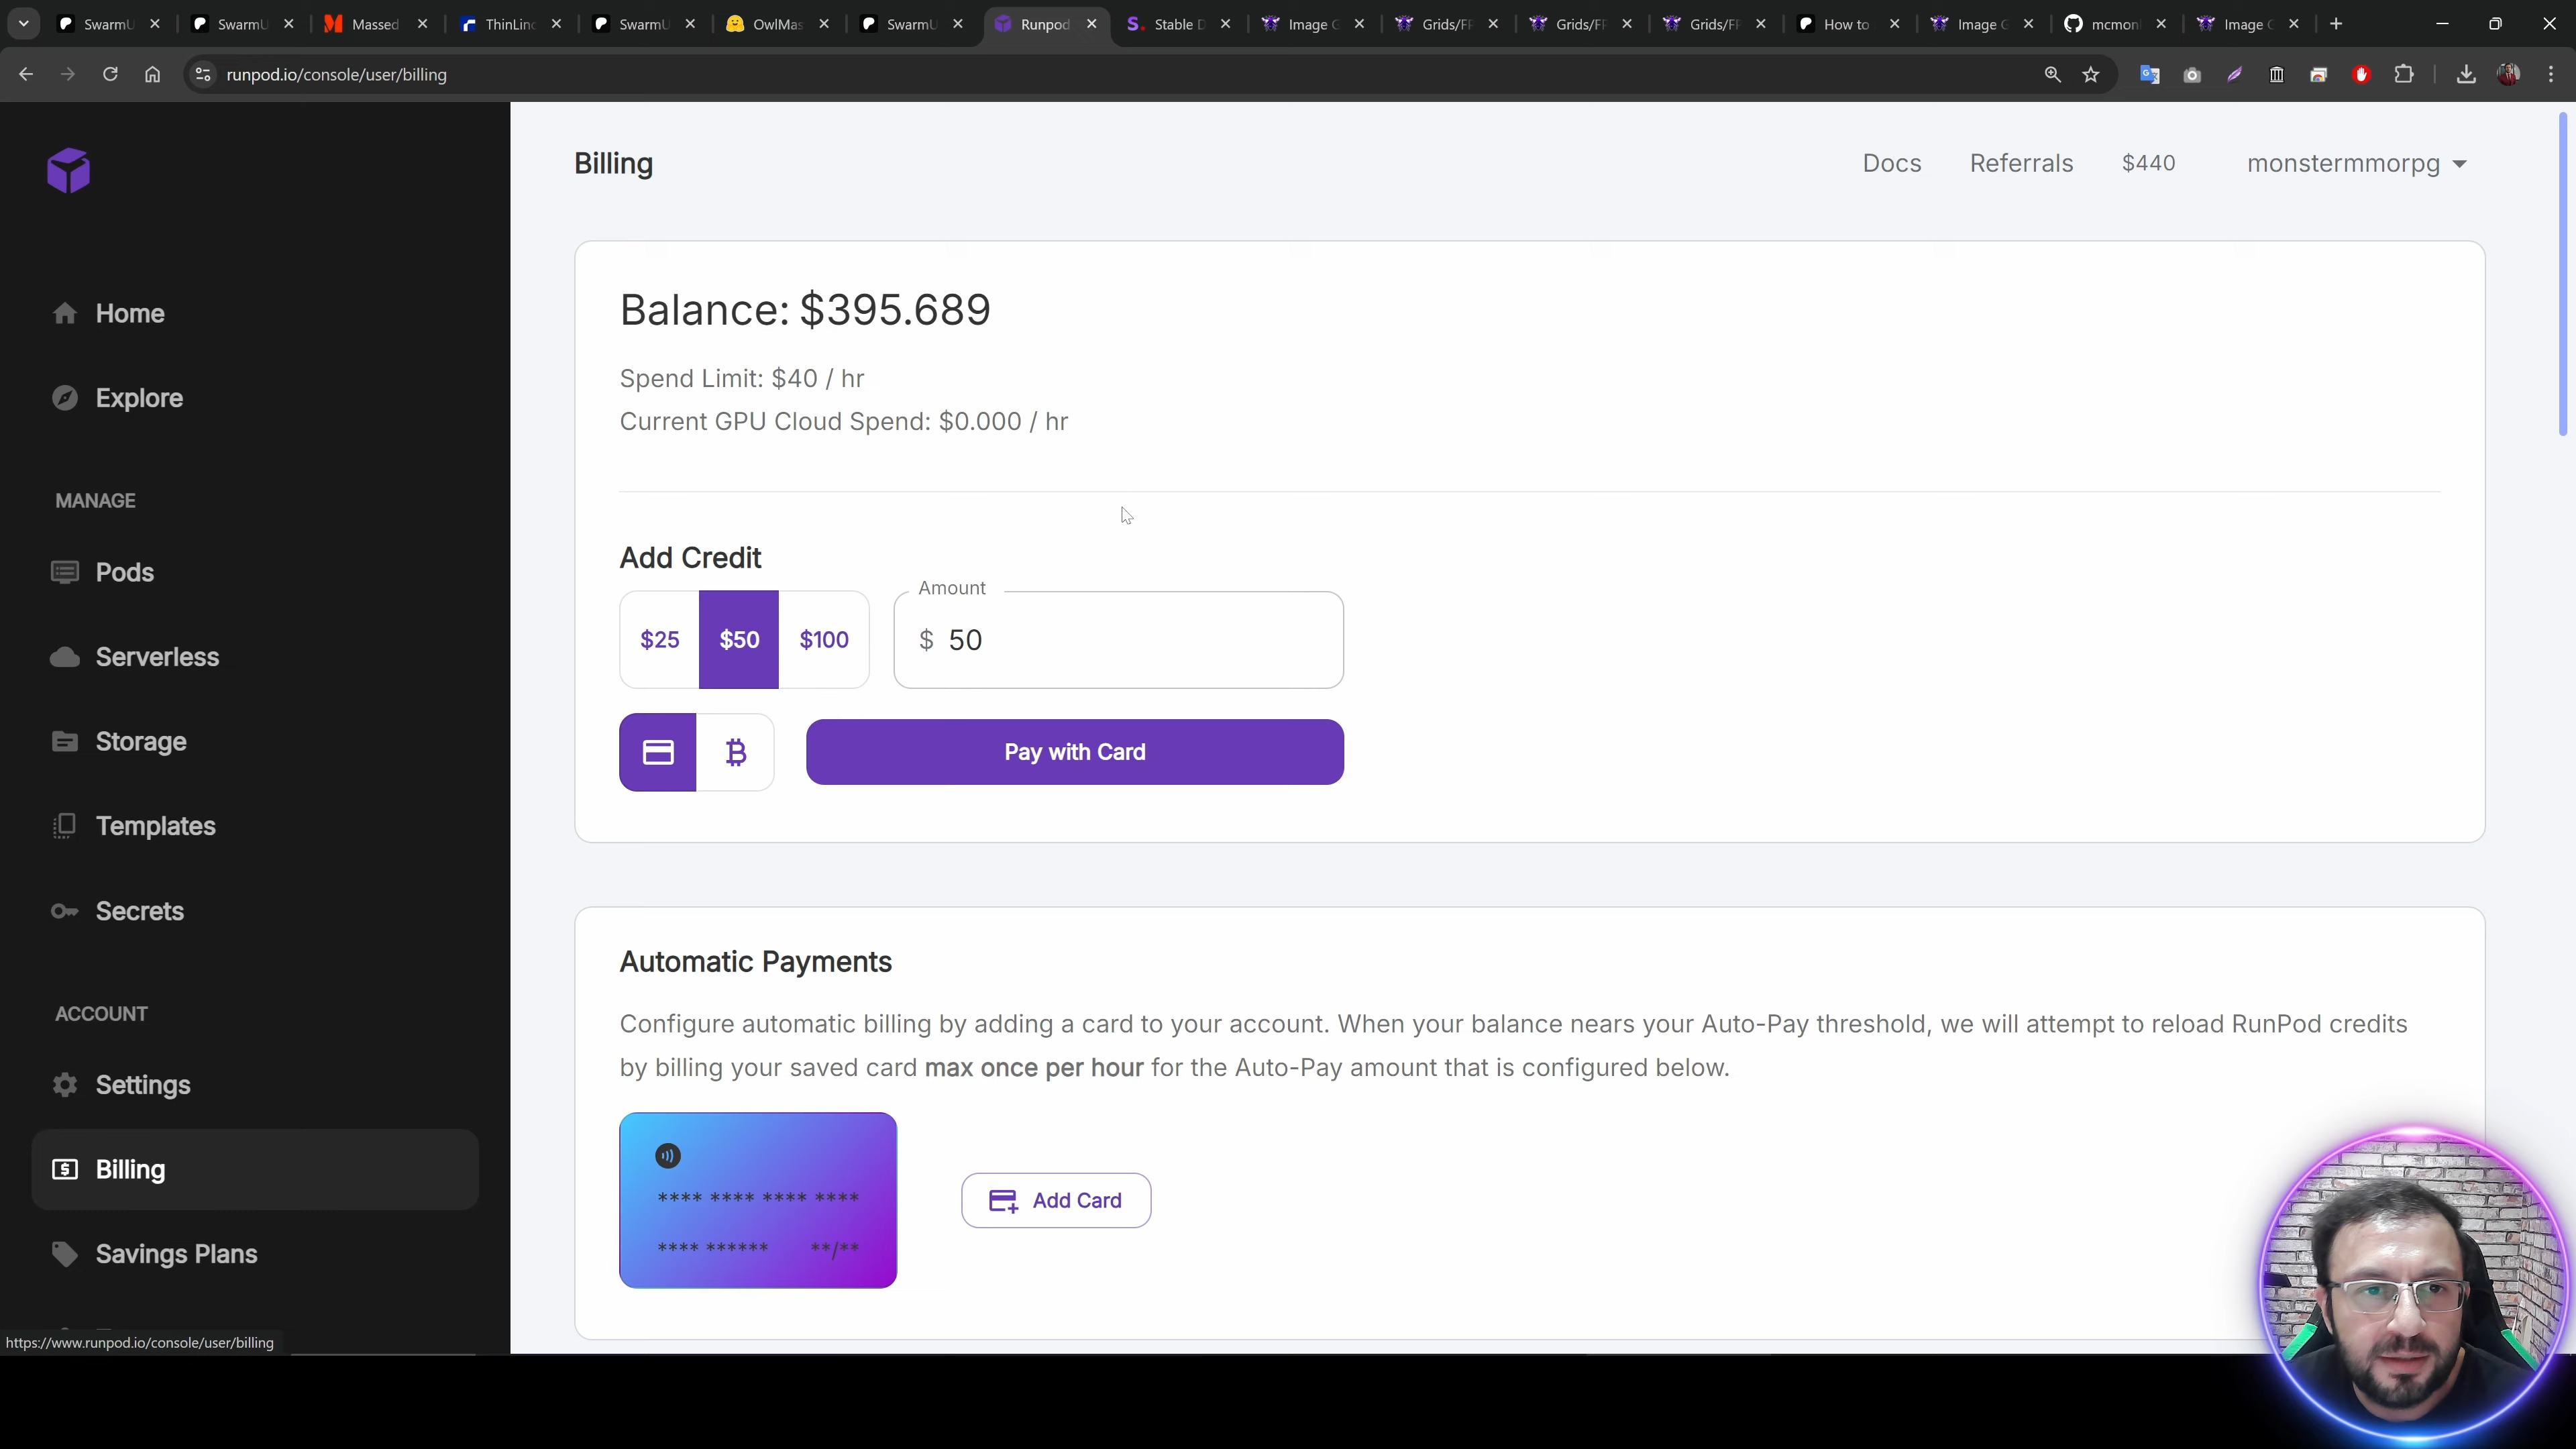 SwarmU
SwarmU
Massed
ThinLinc
SwarmU
OwlMas
SwarmU
Runpod
Stable D
Image G
Grids/FF
Grids/FF
Grids/FF
How to
Image G
mcmon
Image G
runpod.io/console/user/billing
Billing
Docs
Referrals
$440
monstermmorpg
Home
Explore
MANAGE
Pods
Serverless
Storage
Templates
Secrets
ACCOUNT
Settings
Billing
Savings Plans
Balance: $395.689
Spend Limit: $40 / hr
Current GPU Cloud Spend: $0.000 / hr
Add Credit
$25
$50
$100
Amount
$ 50
Pay with Card
Automatic Payments
Configure automatic billing by adding a card to your account. When your balance nears your Auto-Pay threshold, we will attempt to reload RunPod credits
by billing your saved card max once per hour for the Auto-Pay amount that is configured below.
**** **** **** ****
**** ****** **/**
Add Card
https://www.runpod.io/console/user/billing